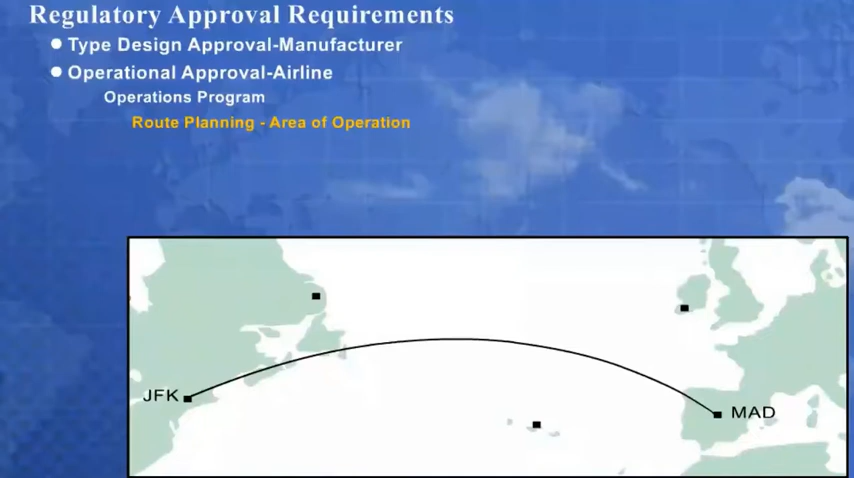 Regulatory Approval Requirements
Type Design Approval-Manufacturer
Operational Approval-Airline
Operations Program
Route Planning - Area of Operation
JFK
MAD